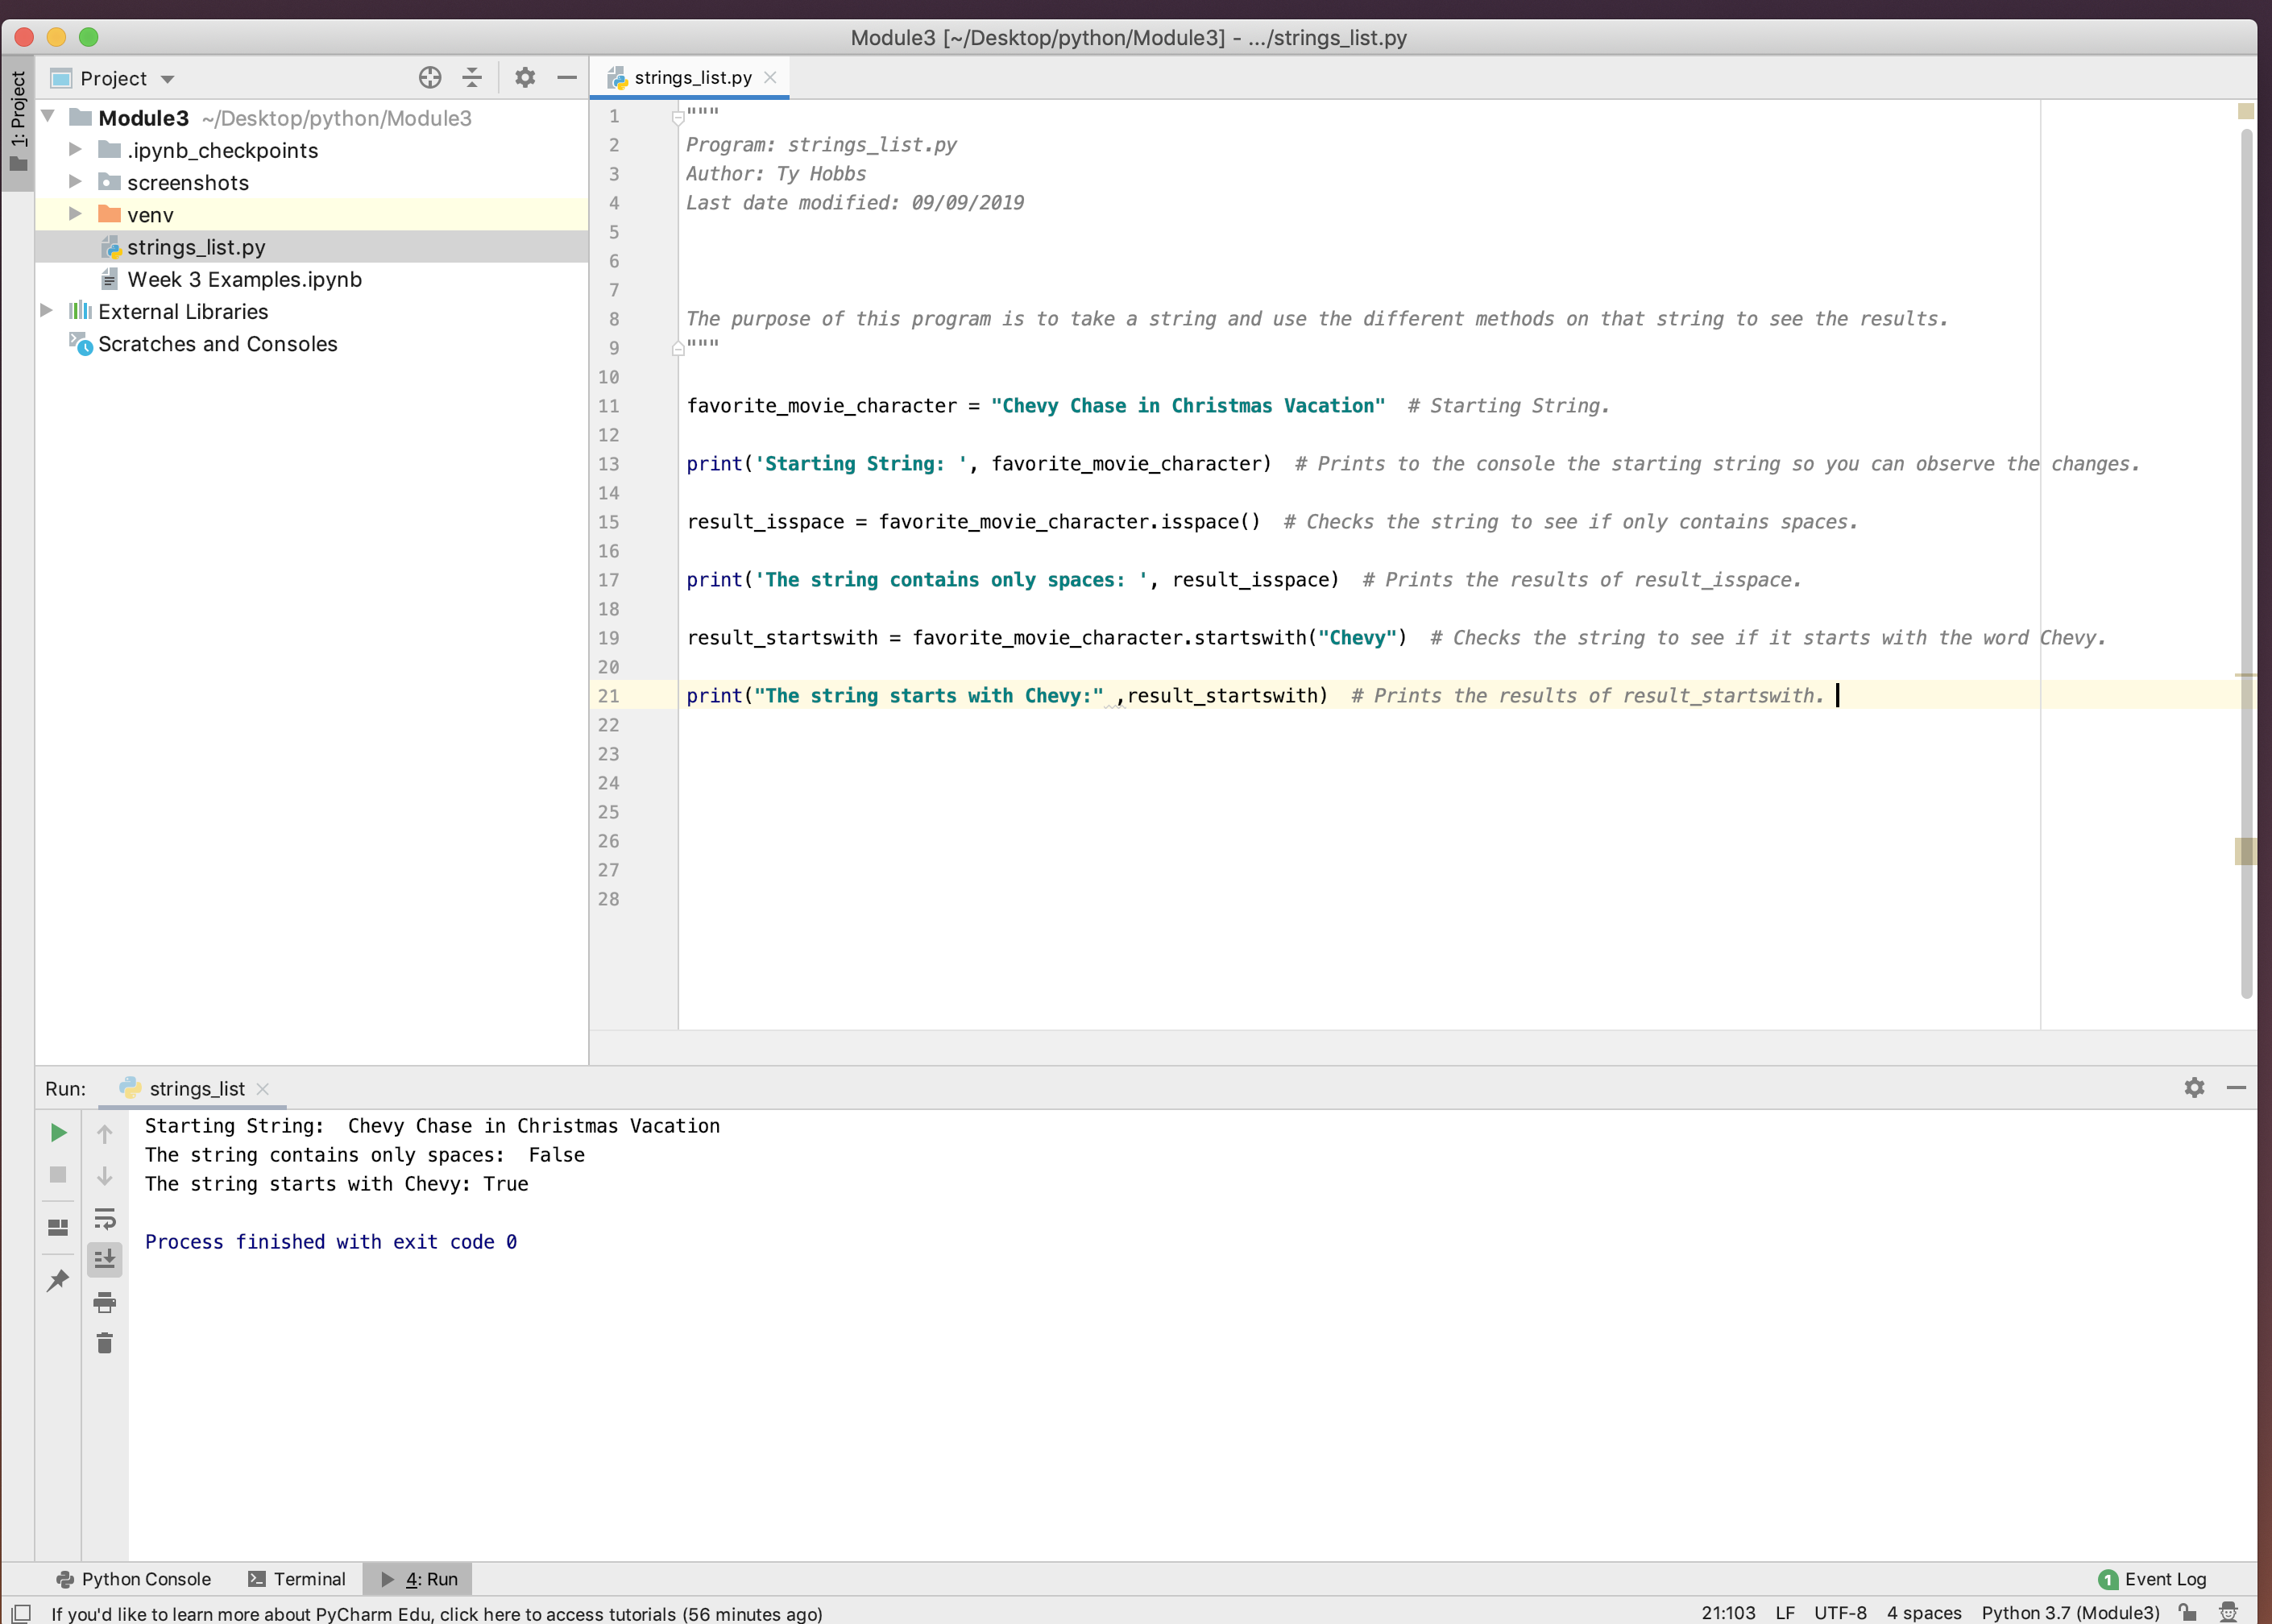 Module3 [~/Desktop/python/Module3] - .../strings_list.py
1: Project
Project
Module3 ~/Desktop/python/Module3
.ipynb_checkpoints
screenshots
venv
strings_list.py
Week 3 Examples.ipynb
External Libraries
Scratches and Consoles
strings_list.py
1 """
2 Program: strings_list.py
3 Author: Ty Hobbs
4 Last date modified: 09/09/2019
5
6
7
8 The purpose of this program is to take a string and use the different methods on that string to see the results.
9 """
10
11 favorite_movie_character = "Chevy Chase in Christmas Vacation"  # Starting String.
12
13 print('Starting String: ', favorite_movie_character)  # Prints to the console the starting string so you can observe the changes.
14
15 result_isspace = favorite_movie_character.isspace()  # Checks the string to see if only contains spaces.
16
17 print('The string contains only spaces: ', result_isspace)  # Prints the results of result_isspace.
18
19 result_startswith = favorite_movie_character.startswith("Chevy")  # Checks the string to see if it starts with the word Chevy.
20
21 print("The string starts with Chevy:" ,result_startswith)  # Prints the results of result_startswith.
22
23
24
25
26
27
28
Run: strings_list
Starting String:  Chevy Chase in Christmas Vacation
The string contains only spaces:  False
The string starts with Chevy: True
Process finished with exit code 0
Python Console Terminal 4: Run 1 Event Log
If you'd like to learn more about PyCharm Edu, click here to access tutorials (56 minutes ago) 21:103 LF UTF-8 4 spaces Python 3.7 (Module3)